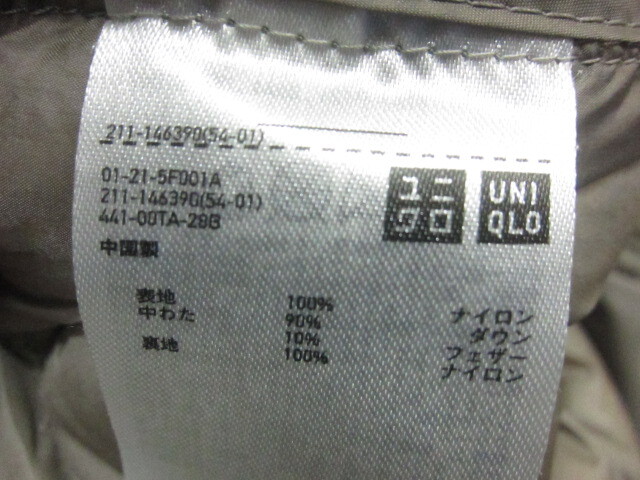 211-146390(54-01)
01-21-5F001A
211-146390(54-01)
441-00TA-28B
中国製
ユニ
クロ
UNI
QLO
表地 100% ナイロン
中わた 90% ダウン
10% フェザー
裏地 100% ナイロン